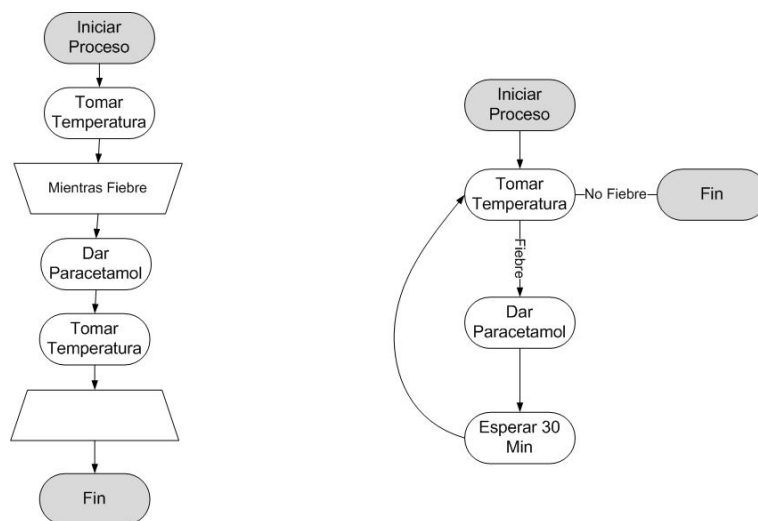 Iniciar
Proceso
Tomar
Temperatura
Mientras Fiebre
Dar
Paracetamol
Tomar
Temperatura
Fin
Iniciar
Proceso
Tomar
Temperatura
No Fiebre
Fin
Fiebre
Dar
Paracetamol
Esperar 30
Min